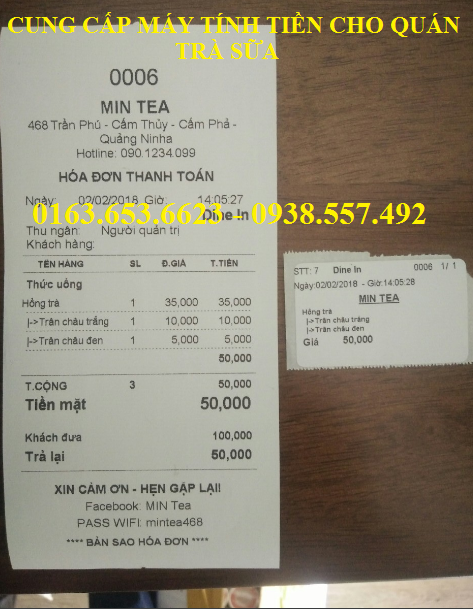 CUNG CẤP MÁY TÍNH TIỀN CHO QUÁN
TRÀ SỮA
0006
MIN TEA
468 Trần Phú - Cẩm Thủy - Cẩm Phả -
Quảng Ninha
Hotline: 090.1234.099
HÓA ĐƠN THANH TOÁN
Ngày: 02/02/2018 Giờ: 14:05:27
0163.653.6623 - 0938.557.492
Dine In
Thu ngân: Người quản trị
Khách hàng:
TÊN HÀNG SL Đ.GIÁ T.TIỀN
Thức uống
Hồng trà 1 35,000 35,000
|->Trân châu trắng 1 10,000 10,000
|->Trân châu đen 1 5,000 5,000
50,000
T.CỘNG 3 50,000
Tiền mặt 50,000
Khách đưa 100,000
Trả lại 50,000
XIN CẢM ƠN - HẸN GẶP LẠI!
Facebook: MIN Tea
PASS WIFI: mintea468
**** BẢN SAO HÓA ĐƠN ****
STT: 7 Dine In 0006 1/ 1
Ngày:02/02/2018 - Giờ:14:05:28
MIN TEA
Hồng trà
|->Trân châu trắng
|->Trân châu đen
Giá 50,000